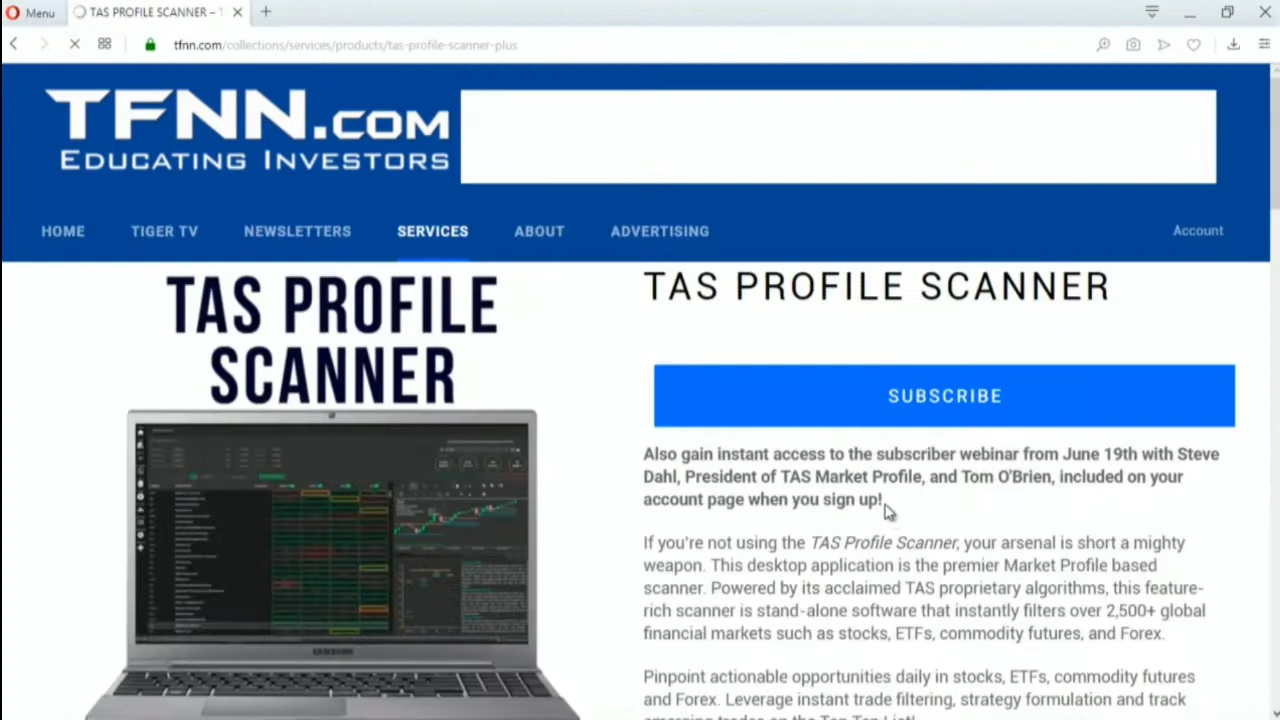 Menu
TAS PROFILE SCANNER – T
tfnn.com/collections/services/products/tas-profile-scanner-plus
TFNN.COM
EDUCATING INVESTORS
HOME
TIGER TV
NEWSLETTERS
SERVICES
ABOUT
ADVERTISING
Account
TAS PROFILE
SCANNER
TAS PROFILE SCANNER
SUBSCRIBE
Also gain instant access to the subscriber webinar from June 19th with Steve
Dahl, President of TAS Market Profile, and Tom O'Brien, included on your
account page when you sign up!
If you're not using the TAS Profile Scanner, your arsenal is short a mighty
weapon. This desktop application is the premier Market Profile based
scanner. Powered by its acclaimed TAS proprietary algorithms, this feature-
rich scanner is stand-alone software that instantly filters over 2,500+ global
financial markets such as stocks, ETFs, commodity futures, and Forex.
Pinpoint actionable opportunities daily in stocks, ETFs, commodity futures
and Forex. Leverage instant trade filtering, strategy formulation and track
emerging trades on the Top Ten List!